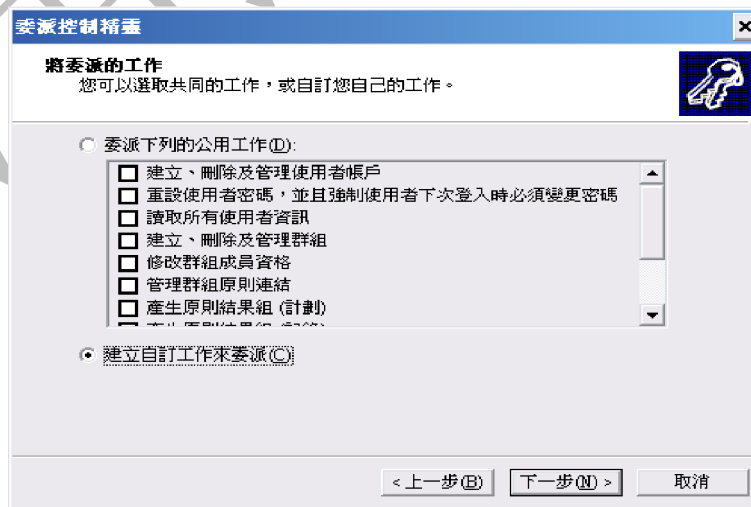 委派控制精靈
將委派的工作
您可以選取共同的工作，或自訂您自己的工作。
委派下列的公用工作(D):
建立、刪除及管理使用者帳戶
重設使用者密碼，並且強制使用者下次登入時必須變更密碼
讀取所有使用者資訊
建立、刪除及管理群組
修改群組成員資格
管理群組原則連結
產生原則結果組 (計劃)
建立自訂工作來委派(C)
<上一步(B) 下一步(N) > 取消